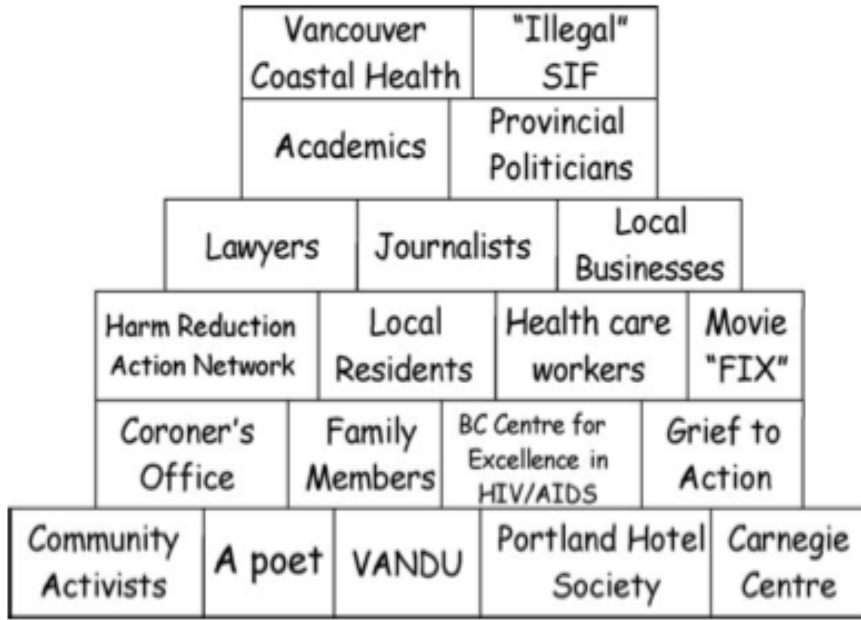 Vancouver
Coastal Health
“Illegal”
SIF
Academics
Provincial
Politicians
Lawyers
Journalists
Local
Businesses
Harm Reduction
Action Network
Local
Residents
Health care
workers
Movie
“FIX”
Coroner’s
Office
Family
Members
BC Centre for
Excellence in
HIV/AIDS
Grief to
Action
Community
Activists
A poet
VANDU
Portland Hotel
Society
Carnegie
Centre